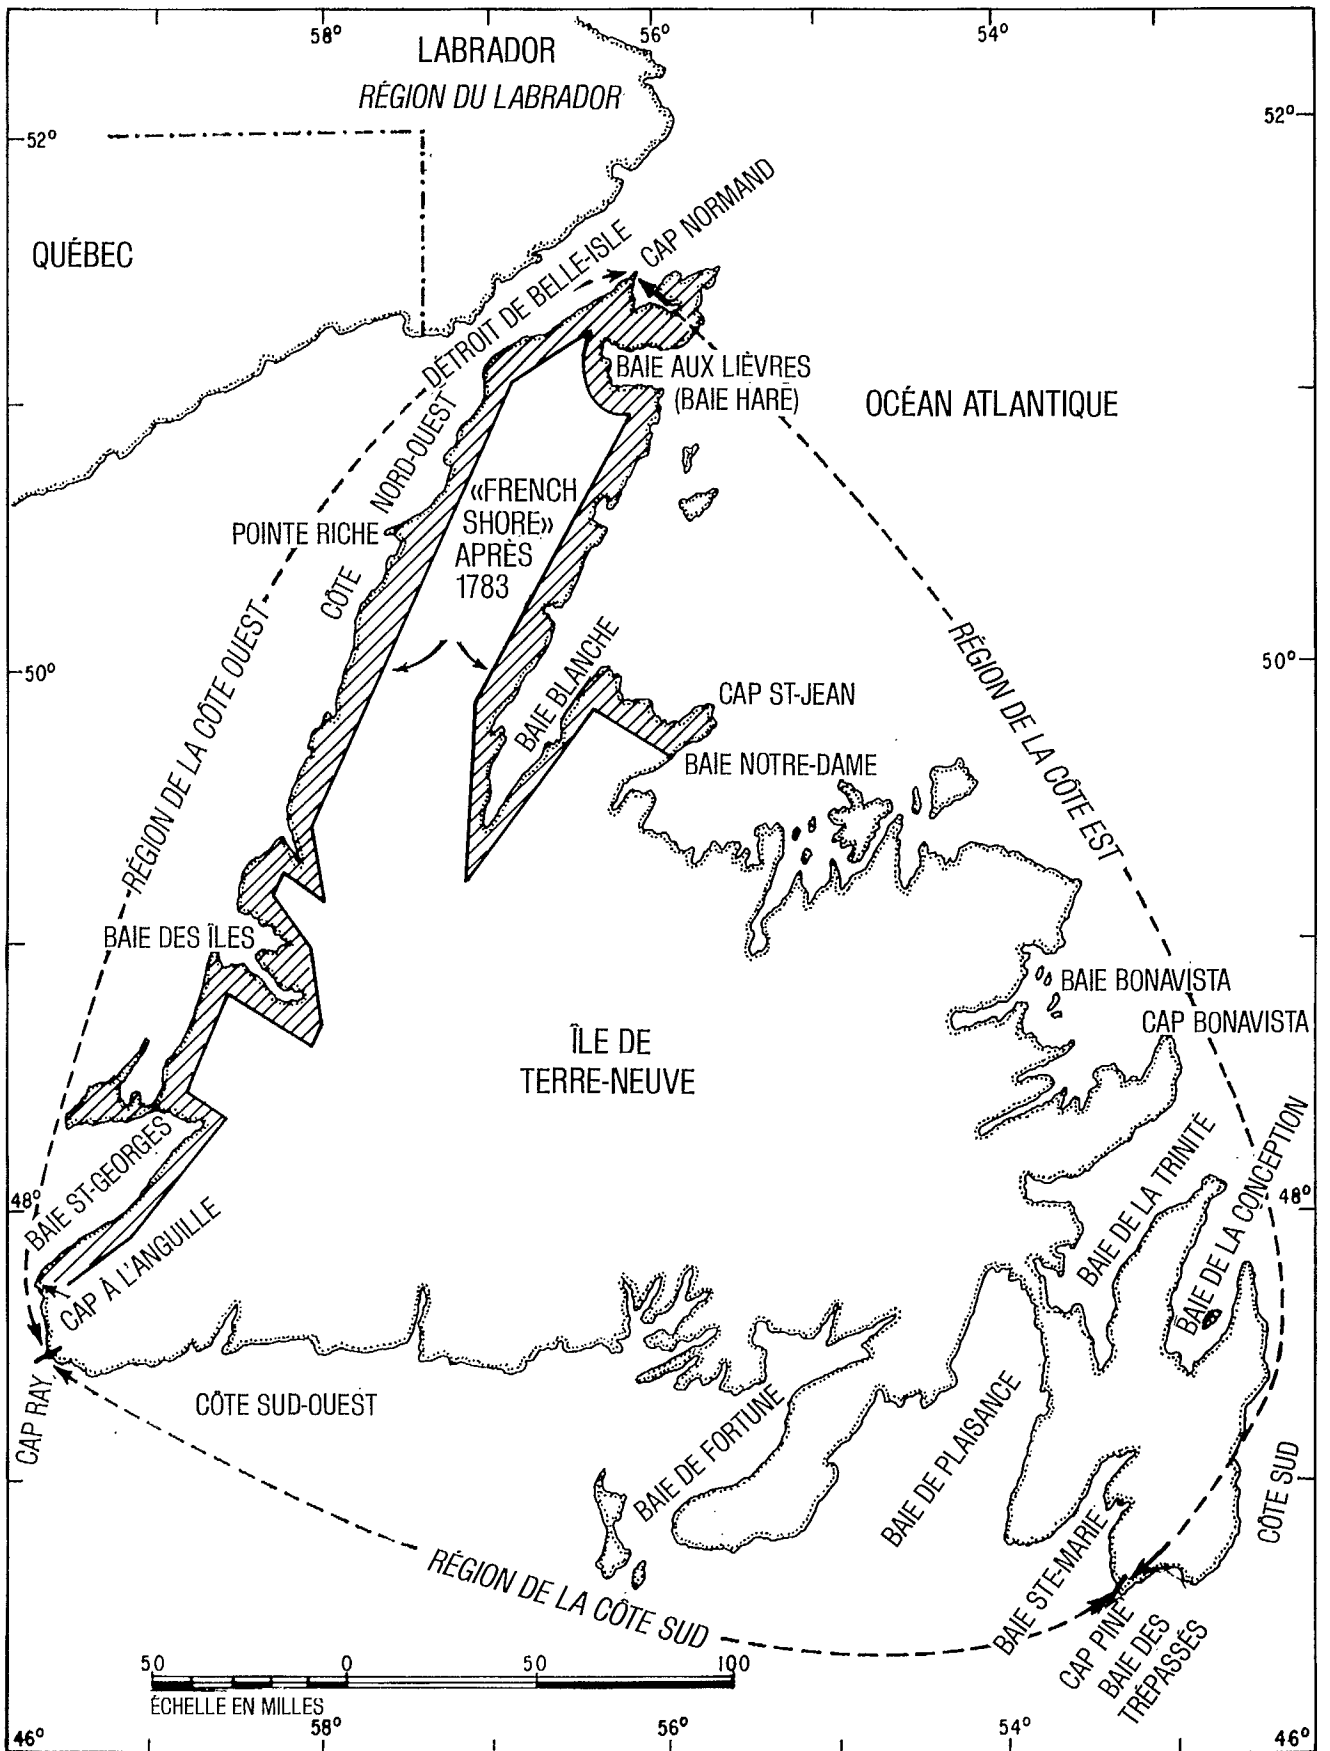 58°
56°
54°
LABRADOR
RÉGION DU LABRADOR
52°
52°
QUÉBEC
CAP NORMAND
DÉTROIT DE BELLE-ISLE
BAIE AUX LIÈVRES
(BAIE HARE)
OCÉAN ATLANTIQUE
CÔTE NORD-OUEST
«FRENCH
SHORE»
APRÈS
1783
POINTE RICHE
RÉGION DE LA CÔTE OUEST
RÉGION DE LA CÔTE EST
50°
50°
BAIE BLANCHE
CAP ST-JEAN
BAIE NOTRE-DAME
BAIE DES ÎLES
BAIE BONAVISTA
CAP BONAVISTA
ÎLE DE
TERRE-NEUVE
BAIE ST-GEORGES
BAIE DE LA TRINITÉ
BAIE DE LA CONCEPTION
48°
48°
CAP À L'ANGUILLE
CAP RAY
CÔTE SUD-OUEST
BAIE DE FORTUNE
BAIE DE PLAISANCE
CÔTE SUD
BAIE STE-MARIE
RÉGION DE LA CÔTE SUD
CAP PINE
BAIE DES
TRÉPASSÉS
50 0 50 100
ÉCHELLE EN MILLES
46°
58°
56°
54°
46°